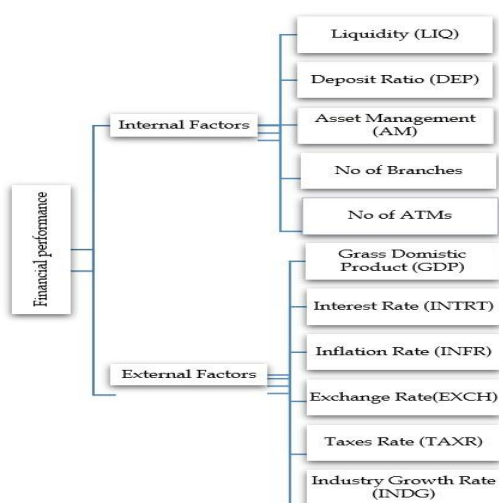 Liquidity (LIQ)
Deposit Ratio (DEP)
Internal Factors
Asset Management
(AM)
No of Branches
No of ATMs
Financial performance
Grass Domistic
Product (GDP)
Interest Rate (INTRT)
Inflation Rate (INFR)
External Factors
Exchange Rate(EXCH)
Taxes Rate (TAXR)
Industry Growth Rate
(INDG)